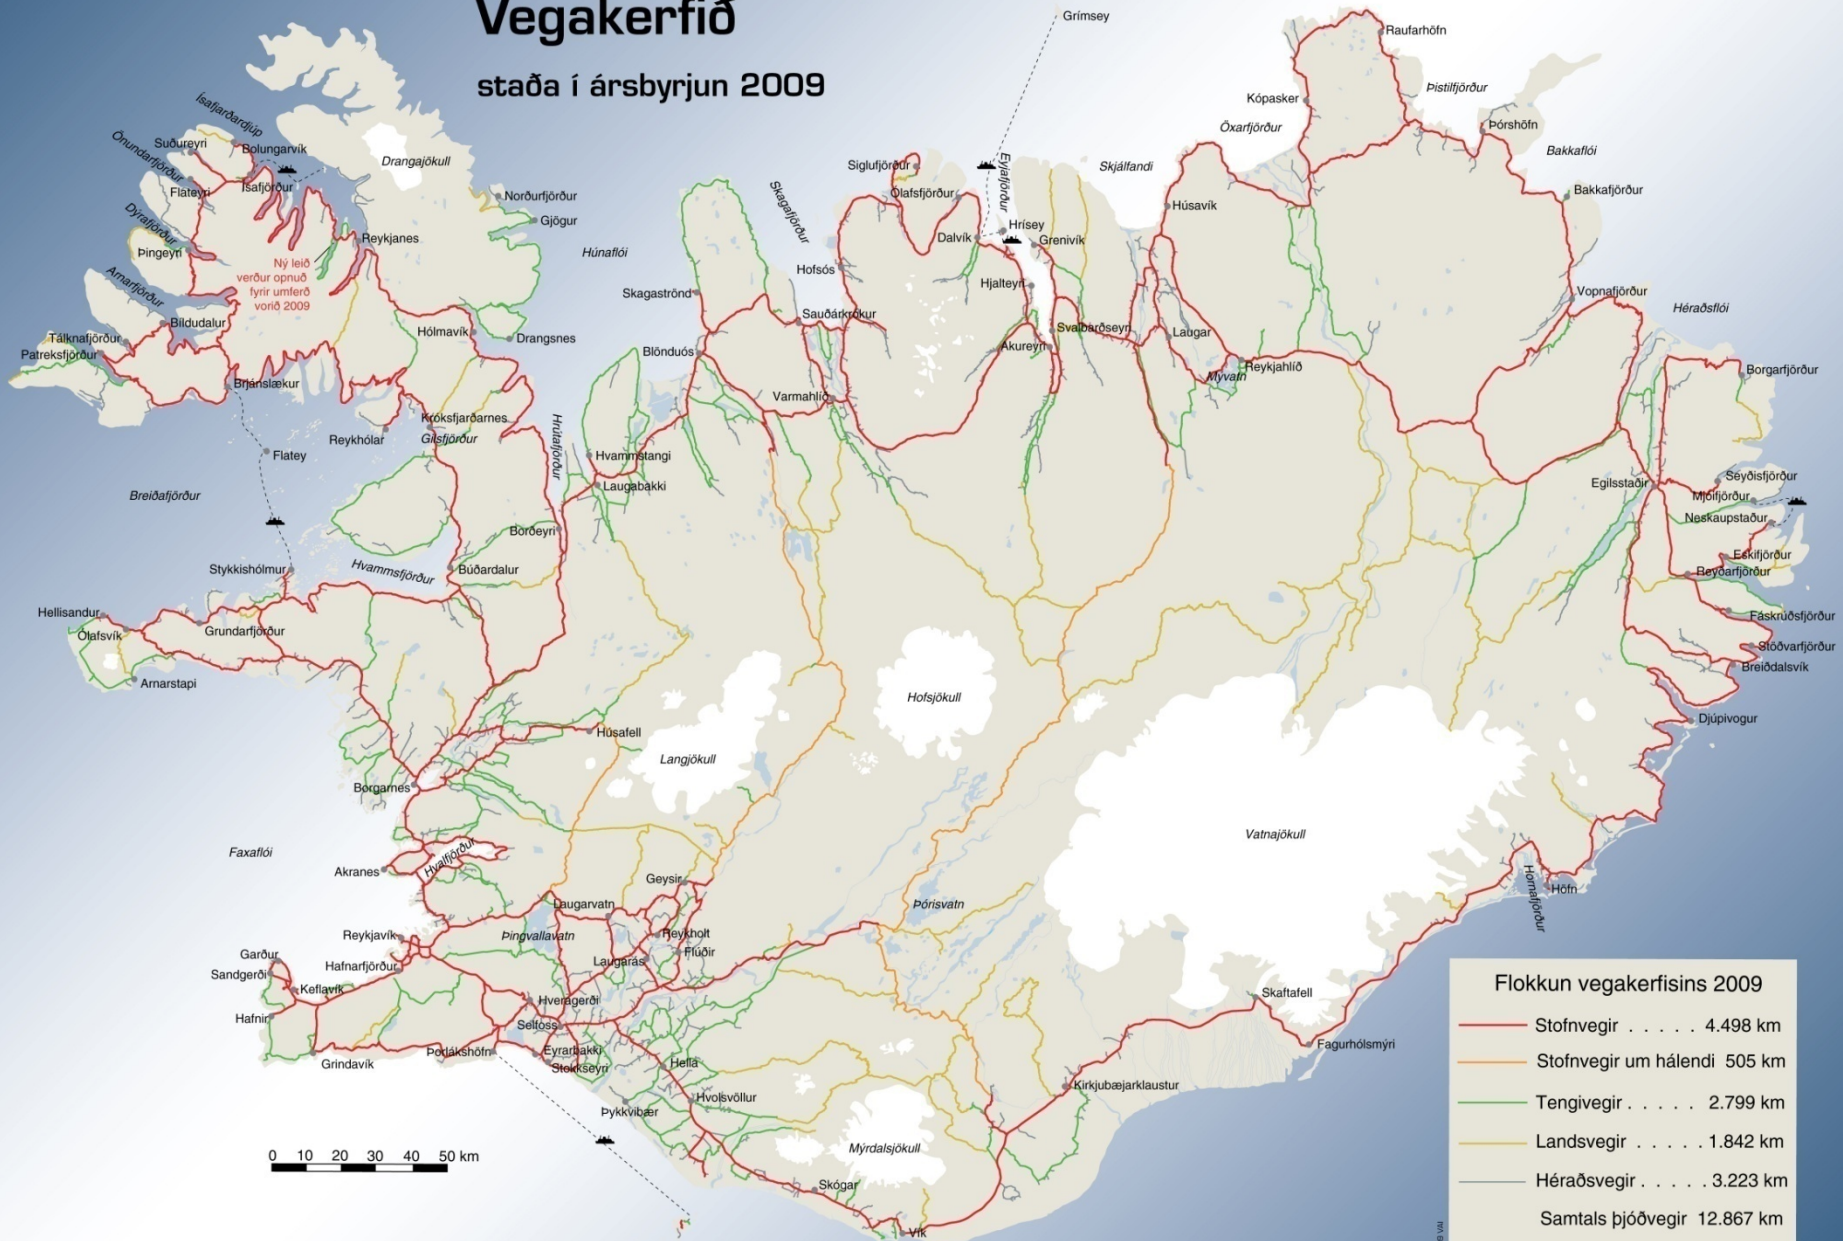 Vegakerfið
staða í ársbyrjun 2009
Grímsey
Raufarhöfn
Þistilfjörður
Kópasker
Öxarfjörður
Þórshöfn
Bakkaflói
Bakkafjörður
Ísafjarðardjúp
Suðureyri
Bolungarvík
Önundarfjörður
Flateyri
Ísafjörður
Drangajökull
Dýrafjörður
Þingeyri
Reykjanes
Norðurfjörður
Gjögur
Ný leið
verður opnuð
fyrir umferð
vorið 2009
Arnarfjörður
Bíldudalur
Tálknafjörður
Patreksfjörður
Hólmavík
Drangsnes
Brjánslækur
Króksfjarðarnes
Gilsfjörður
Reykhólar
Flatey
Breiðafjörður
Húnaflói
Skagafjörður
Siglufjörður
Ólafsfjörður
Eyjafjörður
Skjálfandi
Húsavík
Dalvík
Hrísey
Grenivík
Hofsós
Hjalteyri
Skagaströnd
Sauðárkrókur
Svalbarðseyri
Akureyri
Laugar
Blönduós
Mývatn
Reykjahlíð
Varmahlíð
Vopnafjörður
Héraðsflói
Borgarfjörður
Hrútafjörður
Hvammstangi
Laugabakki
Borðeyri
Egilsstaðir
Seyðisfjörður
Mjóifjörður
Neskaupstaður
Eskifjörður
Reyðarfjörður
Fáskrúðsfjörður
Stöðvarfjörður
Breiðdalsvík
Djúpivogur
Stykkishólmur
Hvammsfjörður
Búðardalur
Hellisandur
Ólafsvík
Grundarfjörður
Arnarstapi
Hofsjökull
Langjökull
Húsafell
Borgarnes
Vatnajökull
Faxaflói
Akranes
Hvalfjörður
Geysir
Laugarvatn
Þórisvatn
Hornafjörður
Höfn
Reykjavík
Þingvallavatn
Reykholt
Flúðir
Laugarás
Garður
Sandgerði
Hafnarfjörður
Keflavík
Hafnir
Hveragerði
Selfoss
Skaftafell
Fagurhólsmýri
Grindavík
Þorlákshöfn
Eyrarbakki
Stokkseyri
Hella
Hvolsvöllur
Þykkvibær
Kirkjubæjarklaustur
Mýrdalsjökull
Skógar
Vík
0 10 20 30 40 50 km
Flokkun vegakerfisins 2009
Stofnvegir . . . . . 4.498 km
Stofnvegir um hálendi 505 km
Tengivegir . . . . . 2.799 km
Landsvegir . . . . . 1.842 km
Héraðsvegir . . . . . 3.223 km
Samtals þjóðvegir 12.867 km